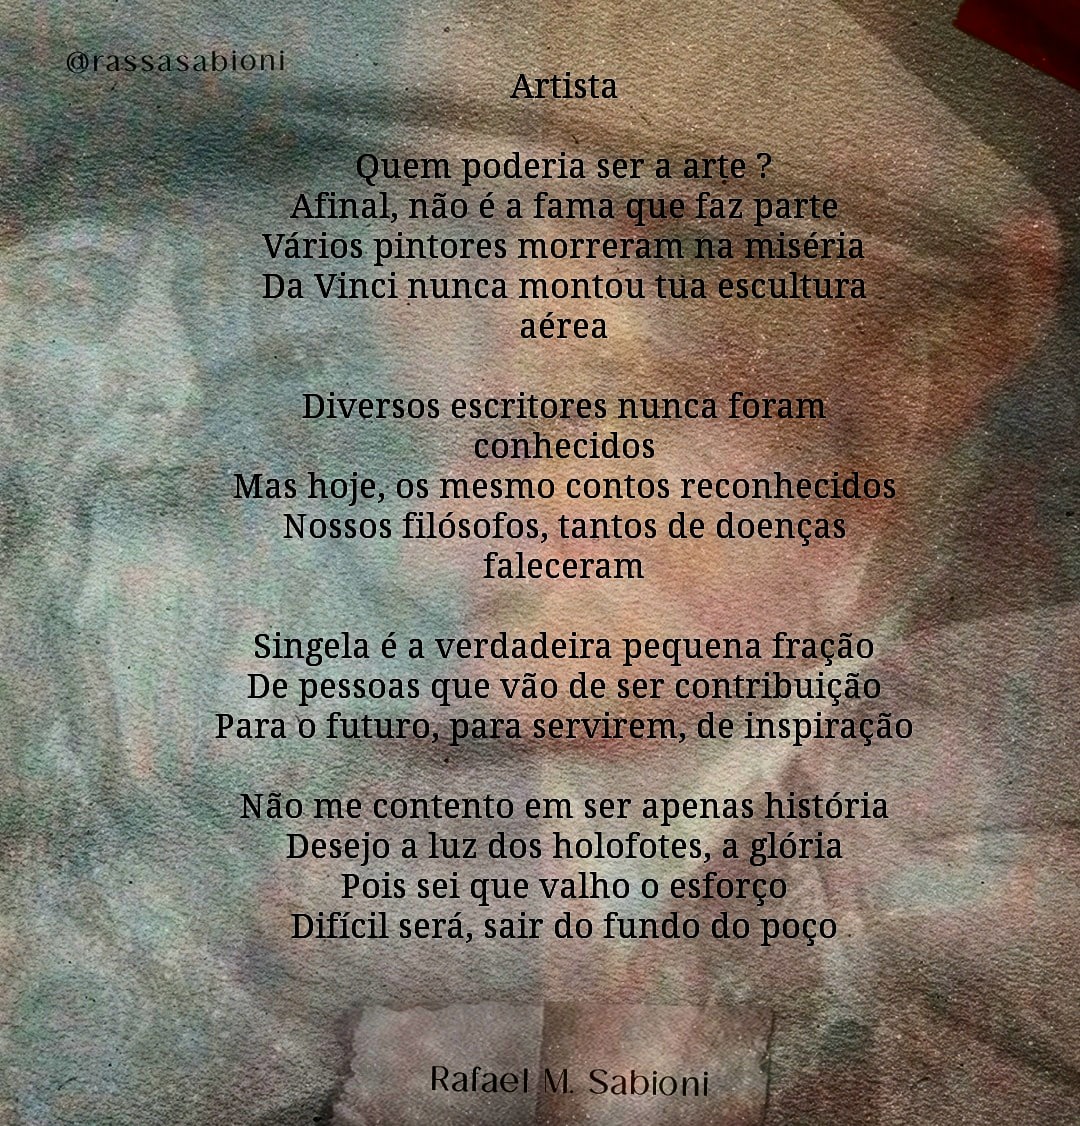 @rassasabioni
Artista
Quem poderia ser a arte ?
Afinal, não é a fama que faz parte
Vários pintores morreram na miséria
Da Vinci nunca montou tua escultura
aérea
Diversos escritores nunca foram
conhecidos
Mas hoje, os mesmo contos reconhecidos
Nossos filósofos, tantos de doenças
faleceram
Singela é a verdadeira pequena fração
De pessoas que vão de ser contribuição
Para o futuro, para servirem, de inspiração
Não me contento em ser apenas história
Desejo a luz dos holofotes, a glória
Pois sei que valho o esforço
Difícil será, sair do fundo do poço
Rafael M. Sabioni